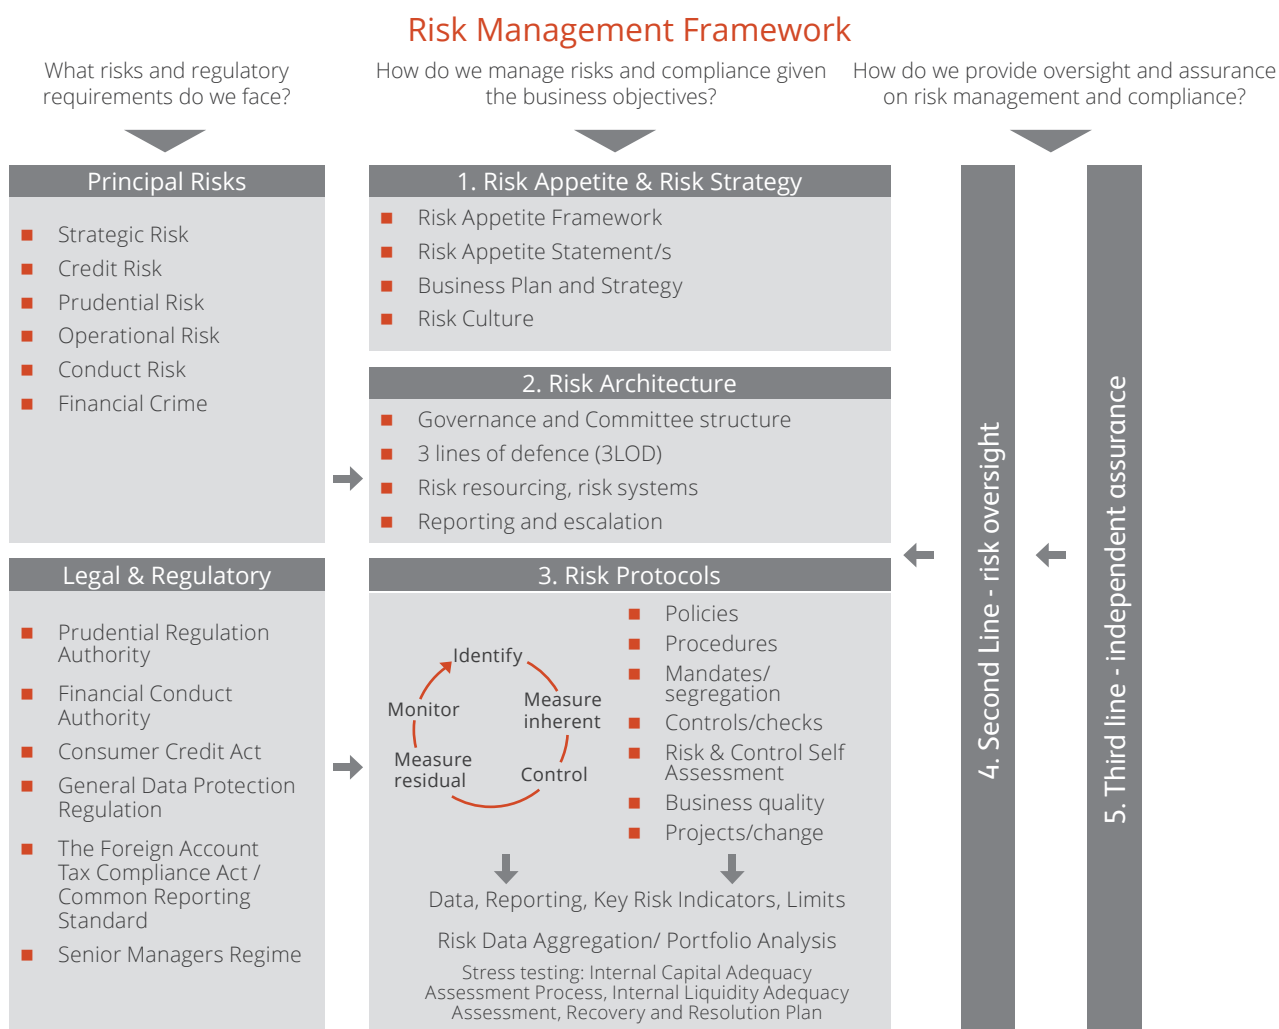 Risk Management Framework
What risks and regulatory
requirements do we face?
How do we manage risks and compliance given
the business objectives?
How do we provide oversight and assurance
on risk management and compliance?
Principal Risks
Strategic Risk
Credit Risk
Prudential Risk
Operational Risk
Conduct Risk
Financial Crime
Legal & Regulatory
Prudential Regulation
Authority
Financial Conduct
Authority
Consumer Credit Act
General Data Protection
Regulation
The Foreign Account
Tax Compliance Act /
Common Reporting
Standard
Senior Managers Regime
1. Risk Appetite & Risk Strategy
Risk Appetite Framework
Risk Appetite Statement/s
Business Plan and Strategy
Risk Culture
2. Risk Architecture
Governance and Committee structure
3 lines of defence (3LOD)
Risk resourcing, risk systems
Reporting and escalation
3. Risk Protocols
Identify
Measure
inherent
Control
Measure
residual
Monitor
Policies
Procedures
Mandates/
segregation
Controls/checks
Risk & Control Self
Assessment
Business quality
Projects/change
Data, Reporting, Key Risk Indicators, Limits
Risk Data Aggregation/ Portfolio Analysis
Stress testing: Internal Capital Adequacy
Assessment Process, Internal Liquidity Adequacy
Assessment, Recovery and Resolution Plan
4. Second Line - risk oversight
5. Third line - independent assurance